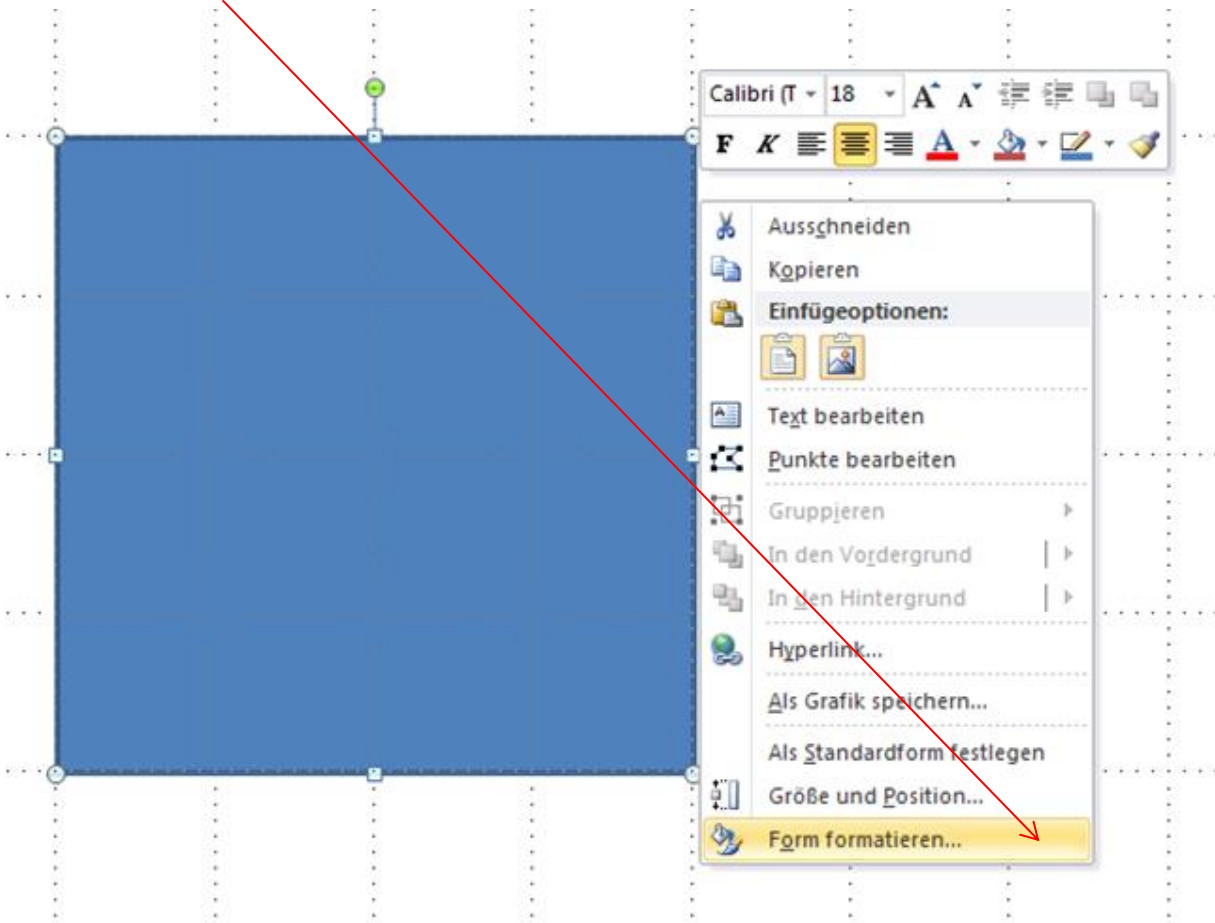 Calibri (T 18 A A
F K A
Ausschneiden
Kopieren
Einfügeoptionen:
Text bearbeiten
Punkte bearbeiten
Gruppieren
In den Vordergrund
In den Hintergrund
Hyperlink...
Als Grafik speichern...
Als Standardform festlegen
Größe und Position...
Form formatieren...